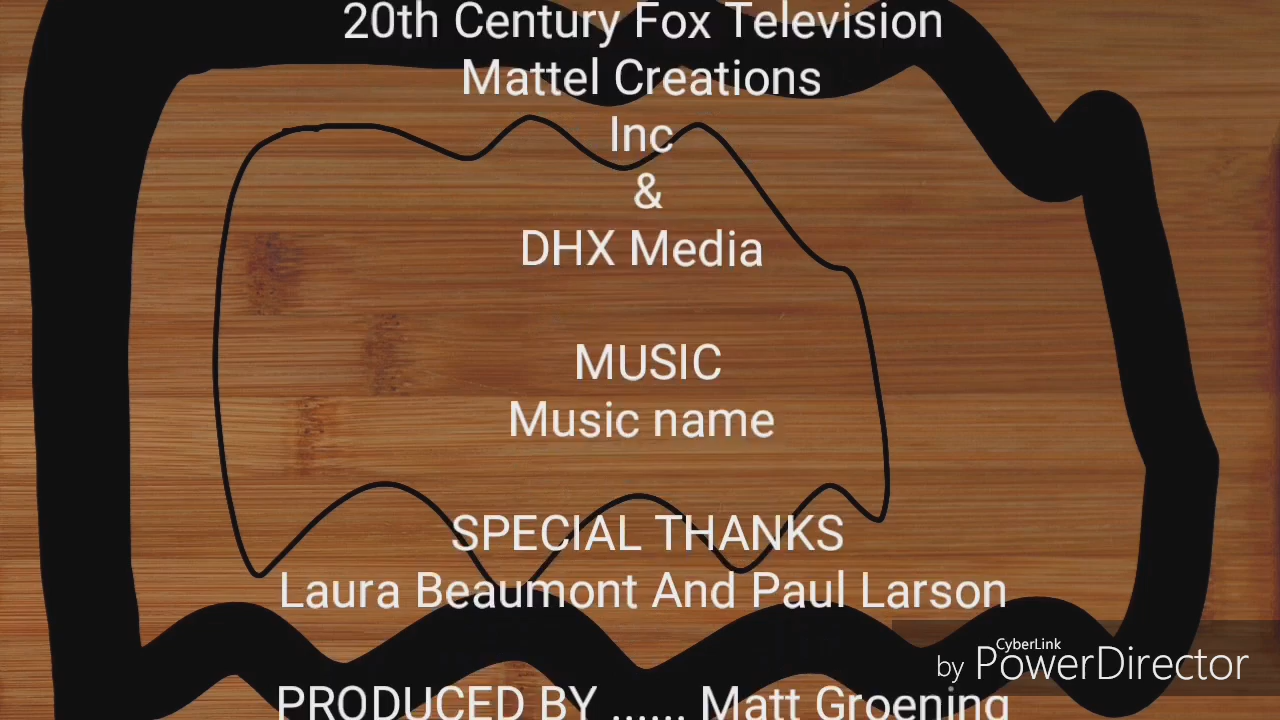 20th Century Fox Television
Mattel Creations
Inc
&
DHX Media
MUSIC
Music name
SPECIAL THANKS
Laura Beaumont And Paul Larson
CyberLink
by PowerDirector
PRODUCED BY ...... Matt Groening